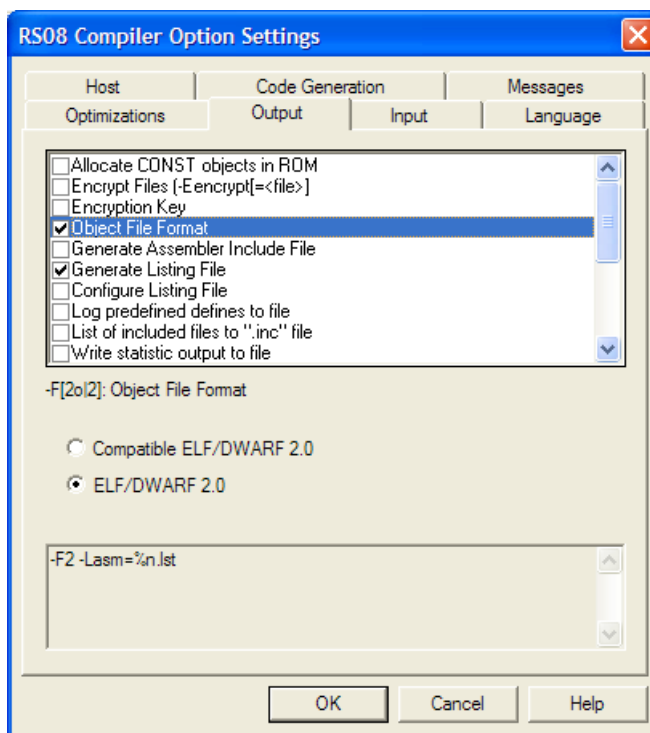 RS08 Compiler Option Settings
Host Code Generation Messages
Optimizations Output Input Language
Allocate CONST objects in ROM
Encrypt Files (-Eencrypt[=<file>]
Encryption Key
Object File Format
Generate Assembler Include File
Generate Listing File
Configure Listing File
Log predefined defines to file
List of included files to ".inc" file
Write statistic output to file
-F[2o|2]: Object File Format
Compatible ELF/DWARF 2.0
ELF/DWARF 2.0
-F2 -Lasm=%n.lst
OK Cancel Help